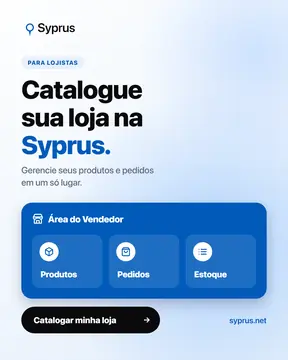 Syprus
PARA LOJISTAS
Catalogue
sua loja na
Syprus.
Gerencie seus produtos e pedidos
em um só lugar.
Área do Vendedor
Produtos
Pedidos
Estoque
Catalogar minha loja →
syprus.net